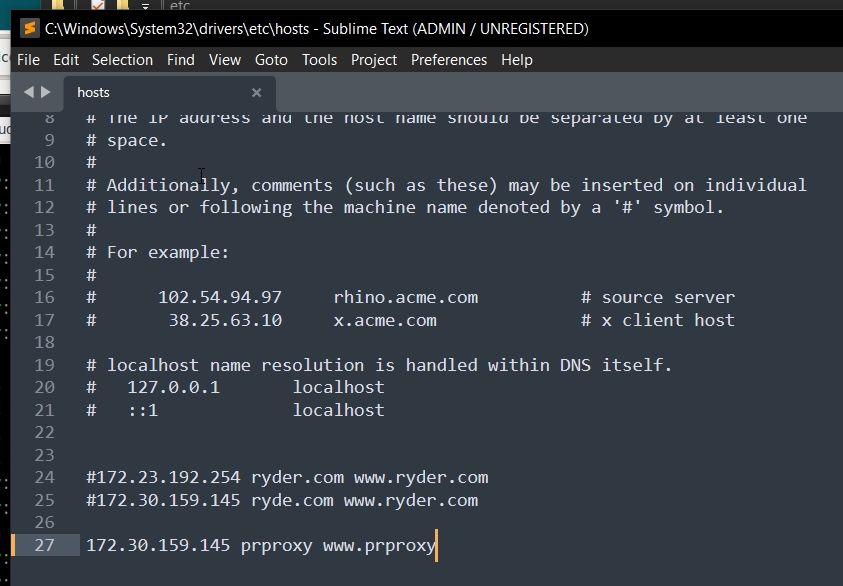 etc
C:\Windows\System32\drivers\etc\hosts - Sublime Text (ADMIN / UNREGISTERED)
File Edit Selection Find View Goto Tools Project Preferences Help
hosts
8 # The IP address and the host name should be separated by at least one
9 # space.
10 #
11 # Additionally, comments (such as these) may be inserted on individual
12 # lines or following the machine name denoted by a '#' symbol.
13 #
14 # For example:
15 #
16 # 102.54.94.97 rhino.acme.com # source server
17 # 38.25.63.10 x.acme.com # x client host
18
19 # localhost name resolution is handled within DNS itself.
20 # 127.0.0.1 localhost
21 # ::1 localhost
22
23
24 #172.23.192.254 ryder.com www.ryder.com
25 #172.30.159.145 ryde.com www.ryder.com
26
27 172.30.159.145 prproxy www.prproxy